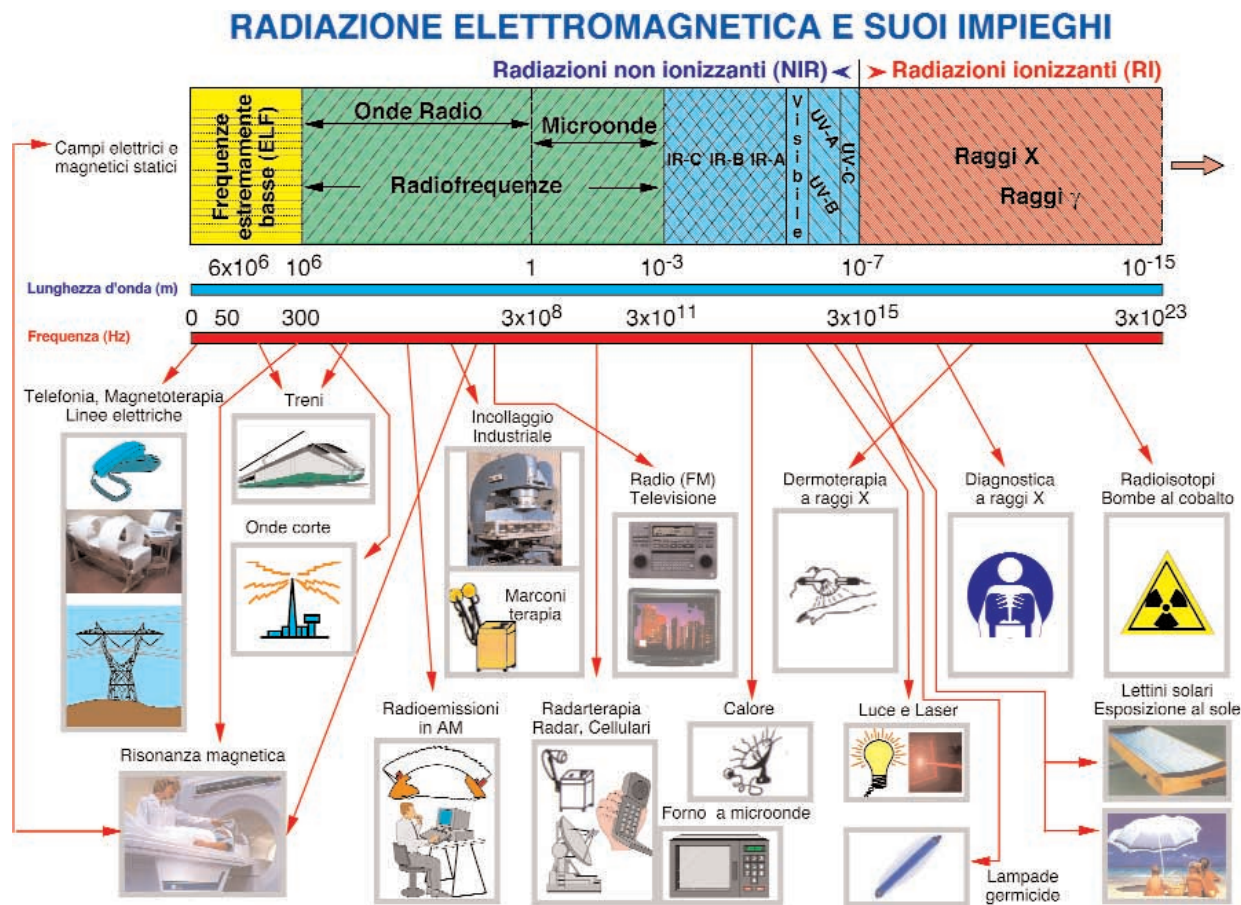 RADIAZIONE ELETTROMAGNETICA E SUOI IMPIEGHI
Radiazioni non ionizzanti (NIR)
Radiazioni ionizzanti (RI)
Campi elettrici e
magnetici statici
Frequenze
estremamente
basse (ELF)
Onde Radio
Microonde
Radiofrequenze
IR-C IR-B IR-A
Visibile
UV-A
UV-B
UV-C
Raggi X
Raggi γ
6x10⁶ 10⁶ 1 10⁻³ 10⁻⁷ 10⁻¹⁵
Lunghezza d'onda (m)
0 50 300 3x10⁸ 3x10¹¹ 3x10¹⁵ 3x10²³
Frequenza (Hz)
Telefonia, Magnetoterapia
Linee elettriche
Treni
Onde corte
Incollaggio
Industriale
Marconi
terapia
Radio (FM)
Televisione
Dermoterapia
a raggi X
Diagnostica
a raggi X
Radioisotopi
Bombe al cobalto
Risonanza magnetica
Radioemissioni
in AM
Radarterapia
Radar, Cellulari
Calore
Forno a microonde
Luce e Laser
Lampade
germicide
Lettini solari
Esposizione al sole